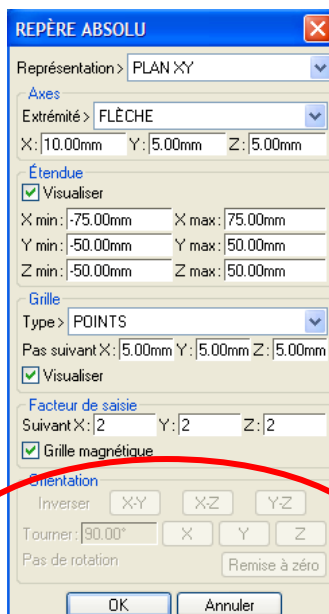 REPÈRE ABSOLU
Représentation> PLAN XY
Axes
Extrémité> FLÈCHE
X: 10.00mm Y: 5.00mm Z: 5.00mm
Étendue
Visualiser
X min: -75.00mm X max: 75.00mm
Y min: -50.00mm Y max: 50.00mm
Z min: -50.00mm Z max: 50.00mm
Grille
Type> POINTS
Pas suivant X: 5.00mm Y: 5.00mm Z: 5.00mm
Visualiser
Facteur de saisie
Suivant X: 2 Y: 2 Z: 2
Grille magnétique
Orientation
Inverser X-Y X-Z Y-Z
Tourner: 90.00° X Y Z
Pas de rotation Remise à zéro
OK Annuler